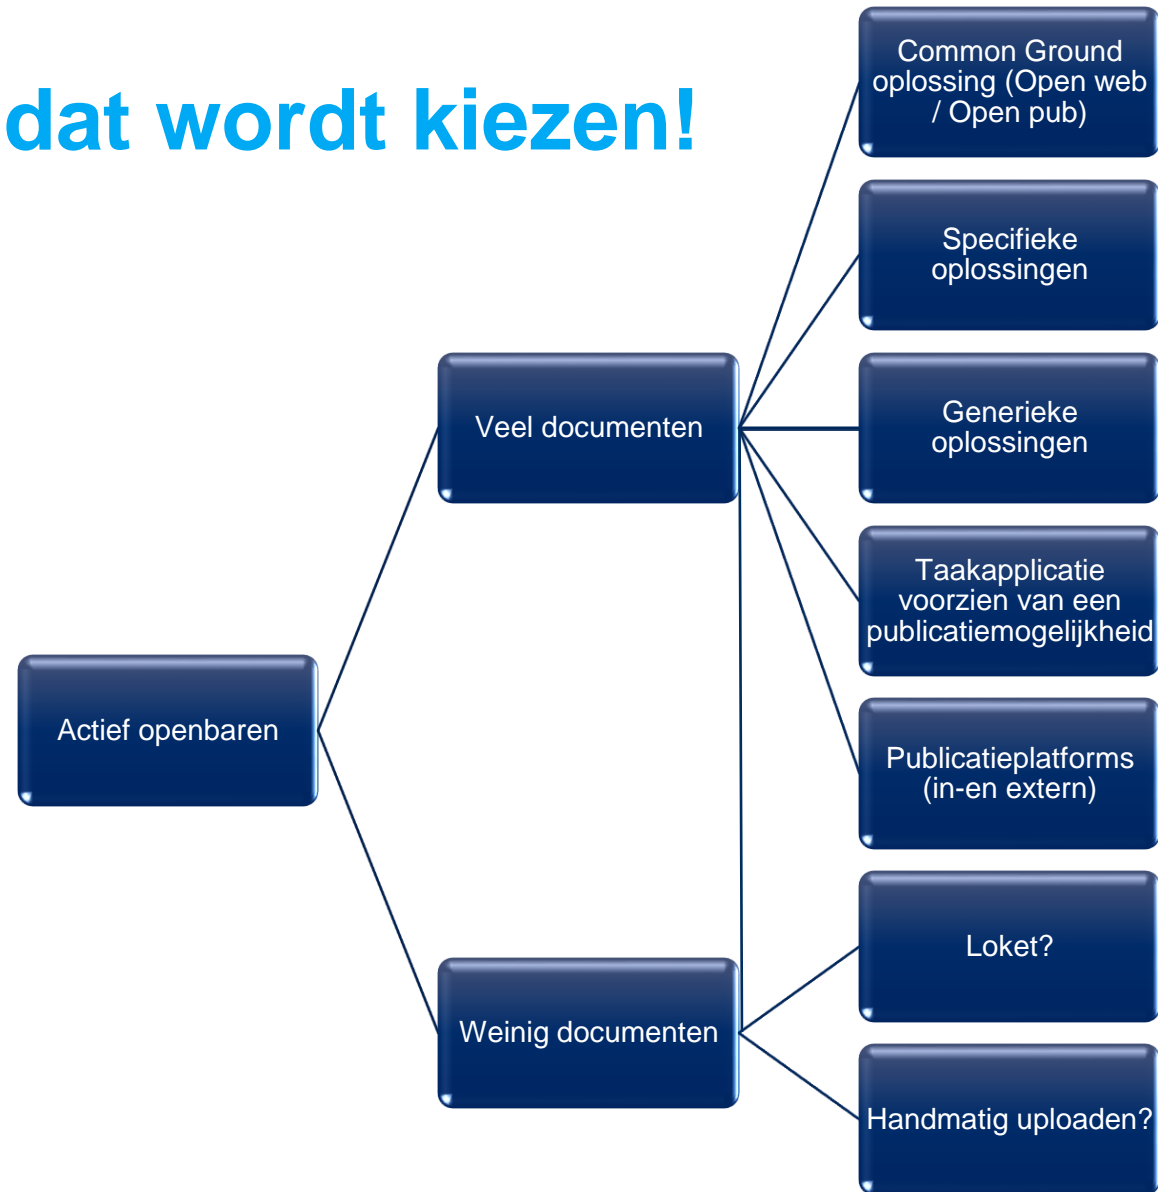 dat wordt kiezen!
Common Ground
oplossing (Open web
/ Open pub)
Specifieke
oplossingen
Veel documenten
Generieke
oplossingen
Taakapplicatie
voorzien van een
publicatiemogelijkheid
Actief openbaren
Publicatieplatforms
(in-en extern)
Loket?
Weinig documenten
Handmatig uploaden?